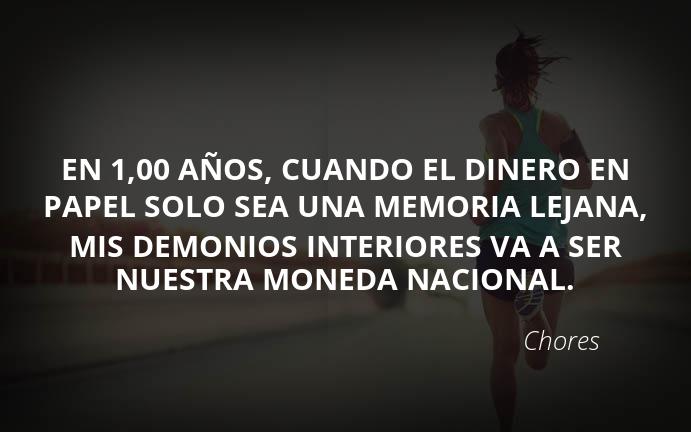 EN 1,00 AÑOS, CUANDO EL DINERO EN
PAPEL SOLO SEA UNA MEMORIA LEJANA,
MIS DEMONIOS INTERIORES VA A SER
NUESTRA MONEDA NACIONAL.
Chores